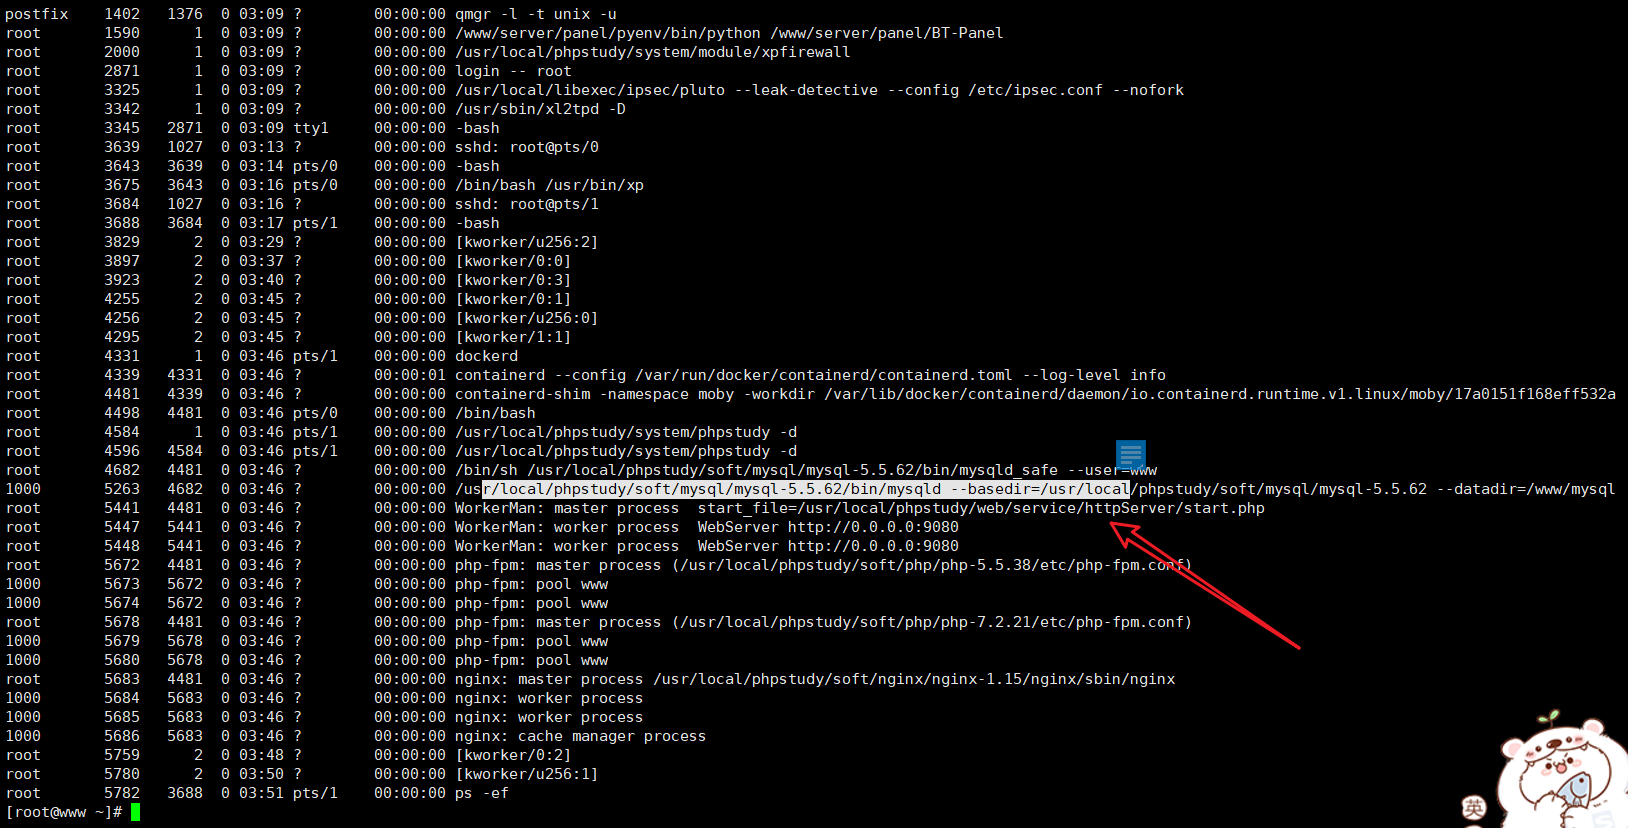 postfix    1402   1376  0 03:09 ?        00:00:00 qmgr -l -t unix -u
root       1590      1  0 03:09 ?        00:00:00 /www/server/panel/pyenv/bin/python /www/server/panel/BT-Panel
root       2000      1  0 03:09 ?        00:00:00 /usr/local/phpstudy/system/module/xpfirewall
root       2871      1  0 03:09 ?        00:00:00 login -- root
root       3325      1  0 03:09 ?        00:00:00 /usr/local/libexec/ipsec/pluto --leak-detective --config /etc/ipsec.conf --nofork
root       3342      1  0 03:09 ?        00:00:00 /usr/sbin/xl2tpd -D
root       3345   2871  0 03:09 tty1     00:00:00 -bash
root       3639   1027  0 03:13 ?        00:00:00 sshd: root@pts/0
root       3643   3639  0 03:14 pts/0    00:00:00 -bash
root       3675   3643  0 03:16 pts/0    00:00:00 /bin/bash /usr/bin/xp
root       3684   1027  0 03:16 ?        00:00:00 sshd: root@pts/1
root       3688   3684  0 03:17 pts/1    00:00:00 -bash
root       3829      2  0 03:29 ?        00:00:00 [kworker/u256:2]
root       3897      2  0 03:37 ?        00:00:00 [kworker/0:0]
root       3923      2  0 03:40 ?        00:00:00 [kworker/0:3]
root       4255      2  0 03:45 ?        00:00:00 [kworker/0:1]
root       4256      2  0 03:45 ?        00:00:00 [kworker/u256:0]
root       4295      2  0 03:45 ?        00:00:00 [kworker/1:1]
root       4331      1  0 03:46 pts/1    00:00:00 dockerd
root       4339   4331  0 03:46 ?        00:00:01 containerd --config /var/run/docker/containerd/containerd.toml --log-level info
root       4481   4339  0 03:46 ?        00:00:00 containerd-shim -namespace moby -workdir /var/lib/docker/containerd/daemon/io.containerd.runtime.v1.linux/moby/17a0151f168eff532a
root       4498   4481  0 03:46 pts/0    00:00:00 /bin/bash
root       4584      1  0 03:46 pts/1    00:00:00 /usr/local/phpstudy/system/phpstudy -d
root       4596   4584  0 03:46 pts/1    00:00:00 /usr/local/phpstudy/system/phpstudy -d
root       4682   4481  0 03:46 ?        00:00:00 /bin/sh /usr/local/phpstudy/soft/mysql/mysql-5.5.62/bin/mysqld_safe --user=www
1000       5263   4682  0 03:46 ?        00:00:00 /usr/local/phpstudy/soft/mysql/mysql-5.5.62/bin/mysqld --basedir=/usr/local/phpstudy/soft/mysql/mysql-5.5.62 --datadir=/www/mysql
root       5441   4481  0 03:46 ?        00:00:00 WorkerMan: master process  start_file=/usr/local/phpstudy/web/service/httpServer/start.php
root       5447   5441  0 03:46 ?        00:00:00 WorkerMan: worker process  WebServer http://0.0.0.0:9080
root       5448   5441  0 03:46 ?        00:00:00 WorkerMan: worker process  WebServer http://0.0.0.0:9080
root       5672   4481  0 03:46 ?        00:00:00 php-fpm: master process (/usr/local/phpstudy/soft/php/php-5.5.38/etc/php-fpm.conf)
1000       5673   5672  0 03:46 ?        00:00:00 php-fpm: pool www
1000       5674   5672  0 03:46 ?        00:00:00 php-fpm: pool www
root       5678   4481  0 03:46 ?        00:00:00 php-fpm: master process (/usr/local/phpstudy/soft/php/php-7.2.21/etc/php-fpm.conf)
1000       5679   5678  0 03:46 ?        00:00:00 php-fpm: pool www
1000       5680   5678  0 03:46 ?        00:00:00 php-fpm: pool www
root       5683   4481  0 03:46 ?        00:00:00 nginx: master process /usr/local/phpstudy/soft/nginx/nginx-1.15/nginx/sbin/nginx
1000       5684   5683  0 03:46 ?        00:00:00 nginx: worker process
1000       5685   5683  0 03:46 ?        00:00:00 nginx: worker process
1000       5686   5683  0 03:46 ?        00:00:00 nginx: cache manager process
root       5759      2  0 03:48 ?        00:00:00 [kworker/0:2]
root       5780      2  0 03:50 ?        00:00:00 [kworker/u256:1]
root       5782   3688  0 03:51 pts/1    00:00:00 ps -ef
[root@www ~]#
英